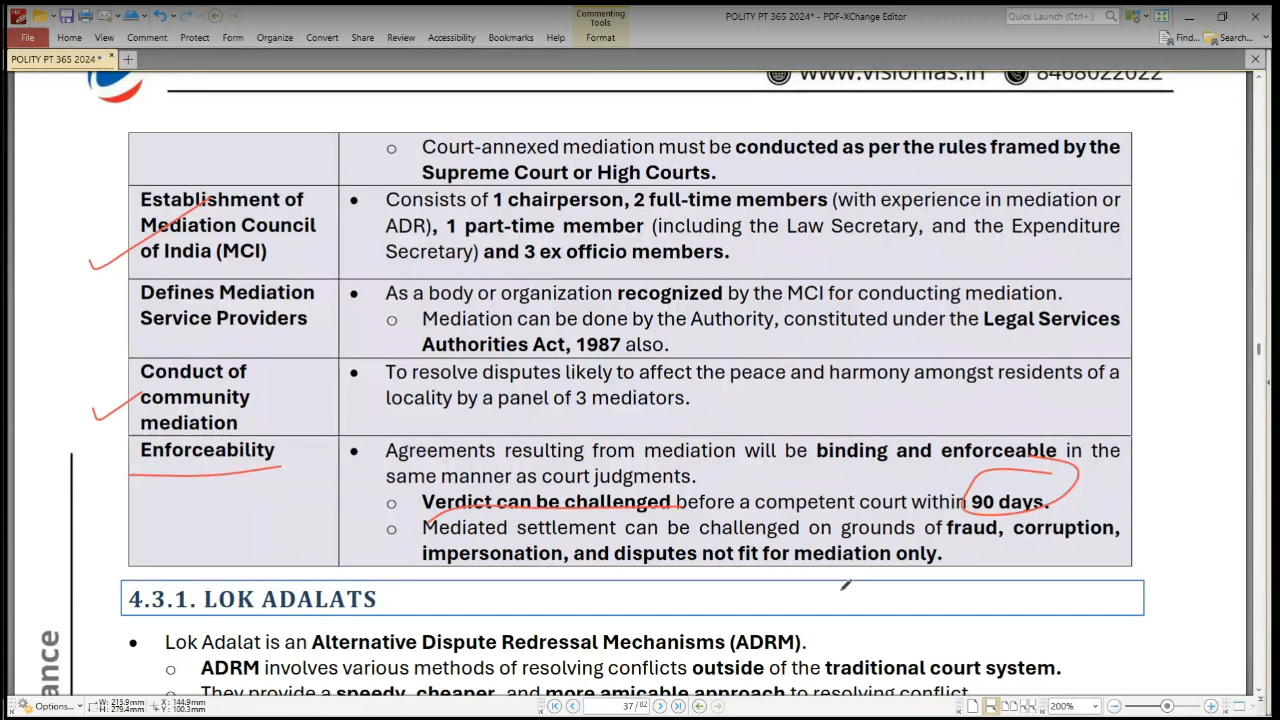 Commenting
Tools
POLITY PT 365 2024* - PDF-XChange Editor
Quick Launch (Ctrl+.)
File Home View Comment Protect Form Organize Convert Share Review Accessibility Bookmarks Help Format
Find... Search...
POLITY PT 365 2024 *
www.visionias.in 8468022022
o Court-annexed mediation must be conducted as per the rules framed by the
Supreme Court or High Courts.
Establishment of
Mediation Council
of India (MCI)
• Consists of 1 chairperson, 2 full-time members (with experience in mediation or
ADR), 1 part-time member (including the Law Secretary, and the Expenditure
Secretary) and 3 ex officio members.
Defines Mediation
Service Providers
• As a body or organization recognized by the MCI for conducting mediation.
o Mediation can be done by the Authority, constituted under the Legal Services
Authorities Act, 1987 also.
Conduct of
community
mediation
• To resolve disputes likely to affect the peace and harmony amongst residents of a
locality by a panel of 3 mediators.
Enforceability
• Agreements resulting from mediation will be binding and enforceable in the
same manner as court judgments.
o Verdict can be challenged before a competent court within 90 days.
o Mediated settlement can be challenged on grounds of fraud, corruption,
impersonation, and disputes not fit for mediation only.
4.3.1. LOK ADALATS
• Lok Adalat is an Alternative Dispute Redressal Mechanisms (ADRM).
o ADRM involves various methods of resolving conflicts outside of the traditional court system.
o They provide a speedy, cheaper, and more amicable approach to resolving conflict.
ance
Options... W: 215.9mm X: 144.9mm
H: 279.4mm Y: 100.3mm
37 / 82
200%